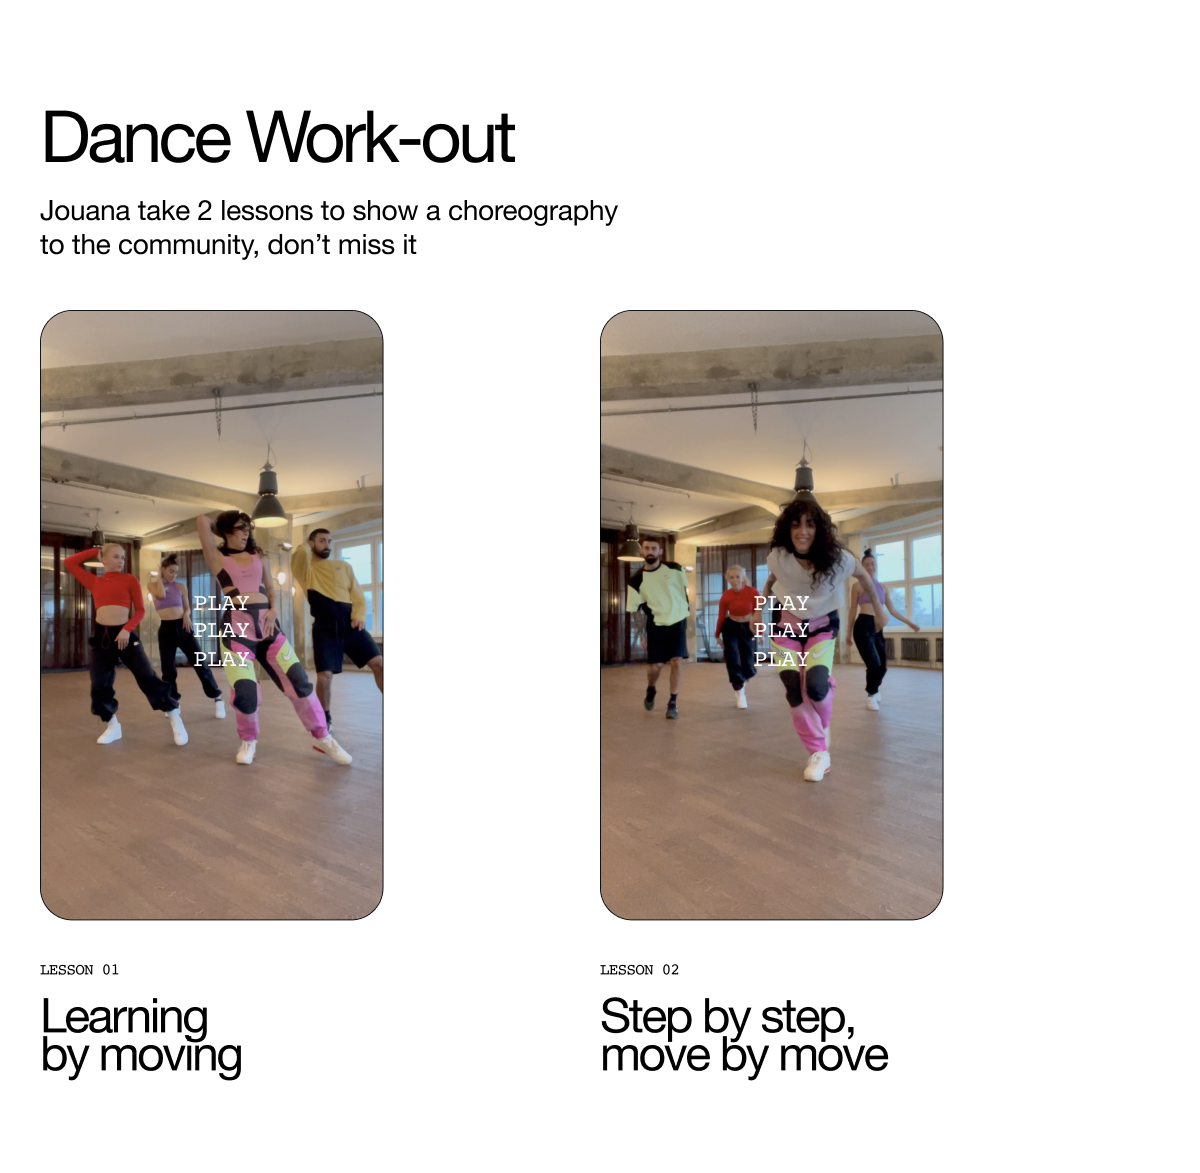 Dance Work-out
Jouana take 2 lessons to show a choreography
to the community, don’t miss it
PLAY
PLAY
PLAY
PLAY
PLAY
PLAY
LESSON 01
Learning
by moving
LESSON 02
Step by step,
move by move